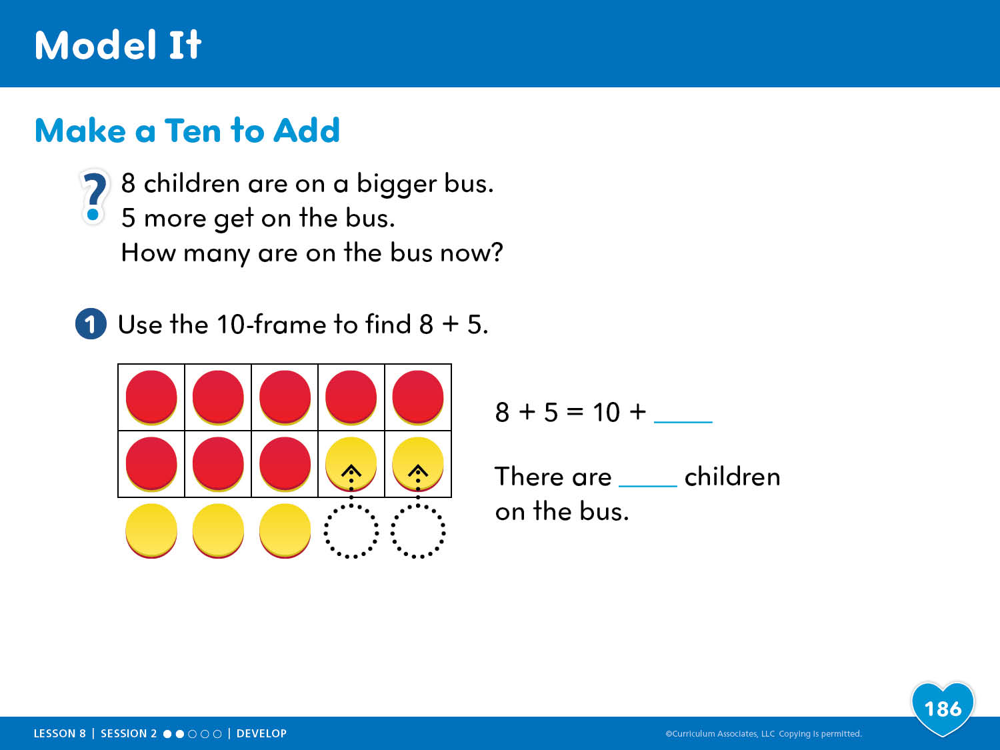 Model It
Make a Ten to Add
? 8 children are on a bigger bus.
5 more get on the bus.
How many are on the bus now?
1 Use the 10-frame to find 8 + 5.
8 + 5 = 10 + ____
There are ____ children
on the bus.
186
LESSON 8 | SESSION 2 ●●○○○ | DEVELOP
©Curriculum Associates, LLC Copying is permitted.